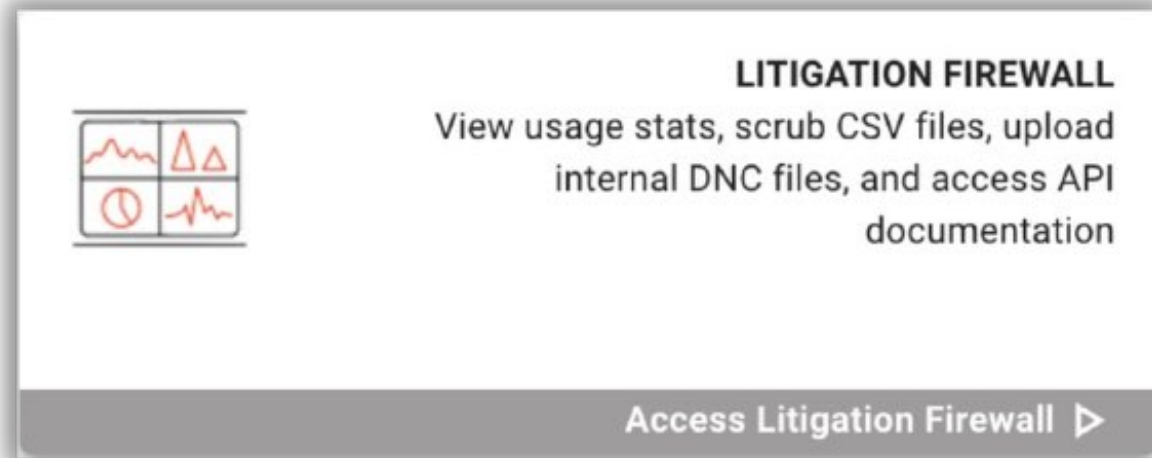 LITIGATION FIREWALL
View usage stats, scrub CSV files, upload
internal DNC files, and access API
documentation
Access Litigation Firewall